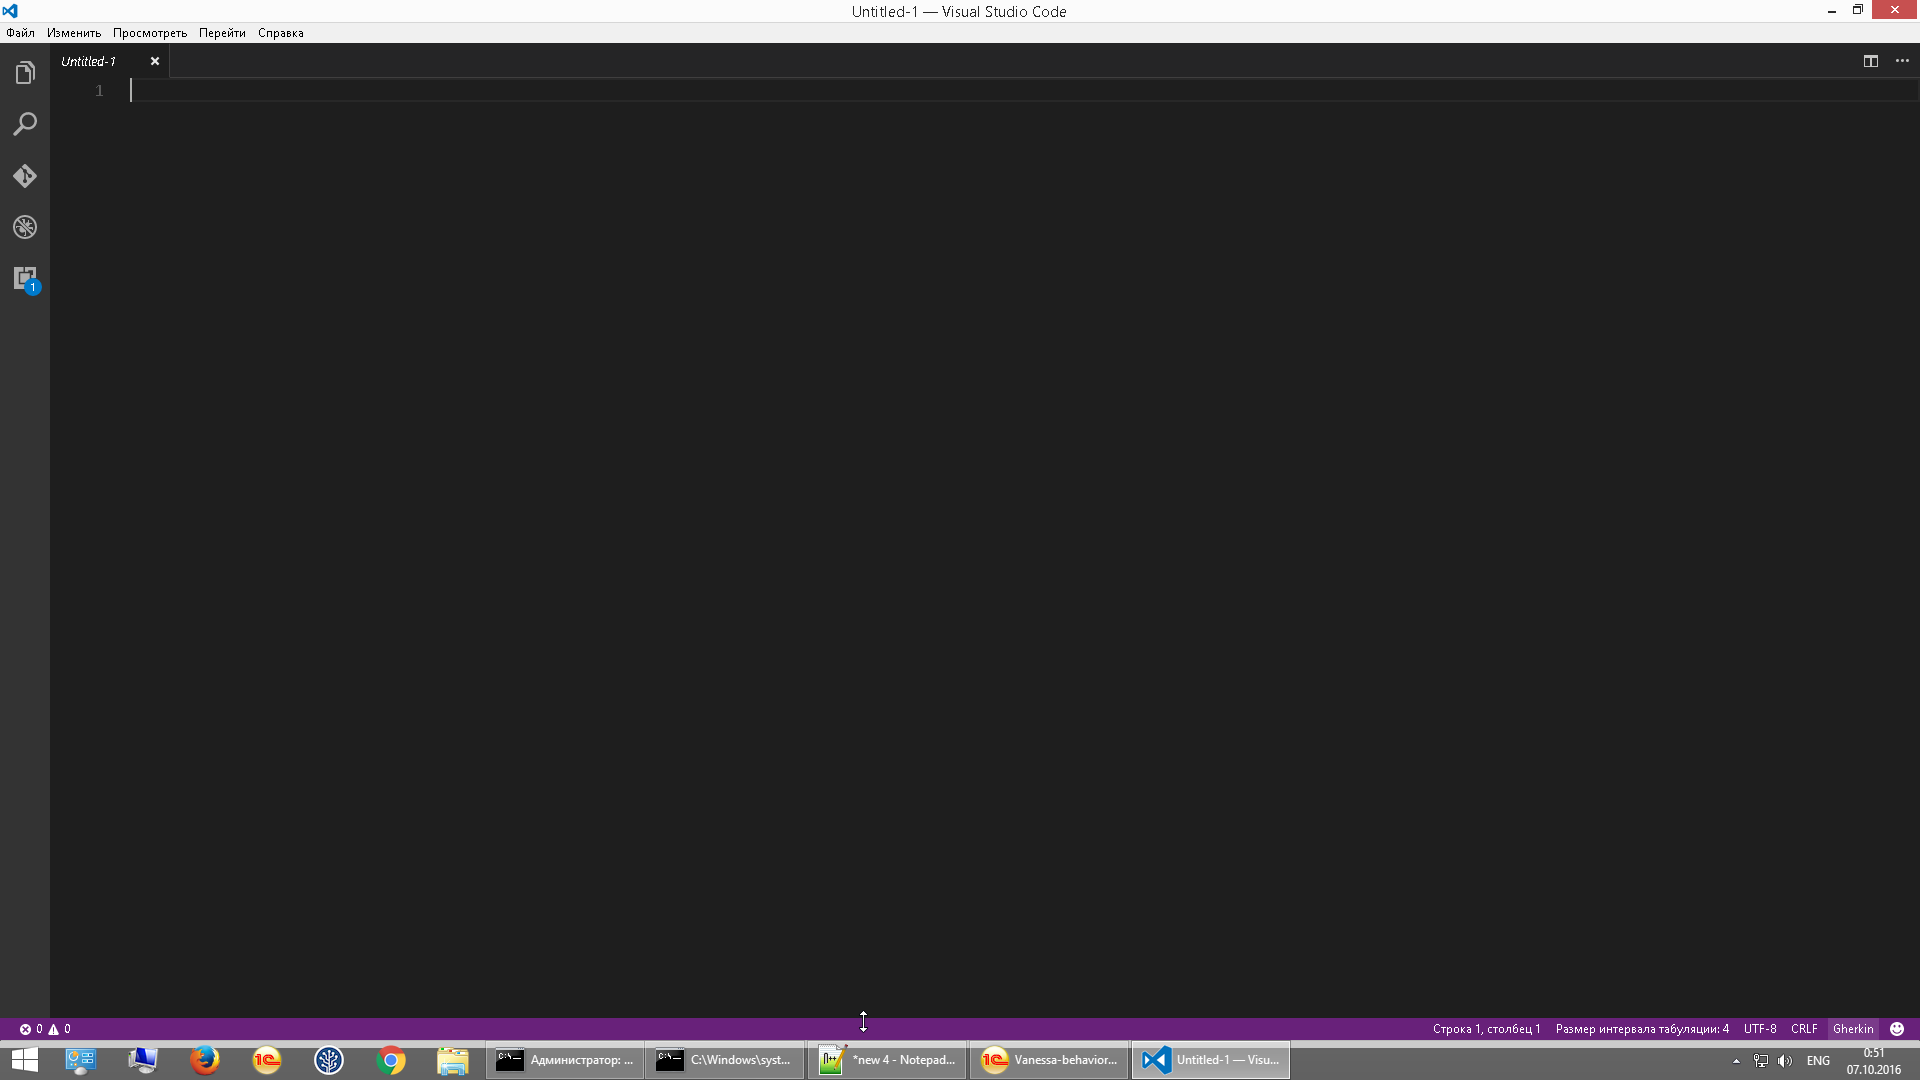 Untitled-1 — Visual Studio Code
Файл Изменить Просмотреть Перейти Справка
Untitled-1
1
1
0 0
Строка 1, столбец 1 Размер интервала табуляции: 4 UTF-8 CRLF Gherkin
Администратор: ... C:\Windows\syst... *new 4 - Notepad... Vanessa-behavior... Untitled-1 — Visu... ENG 0:51
07.10.2016